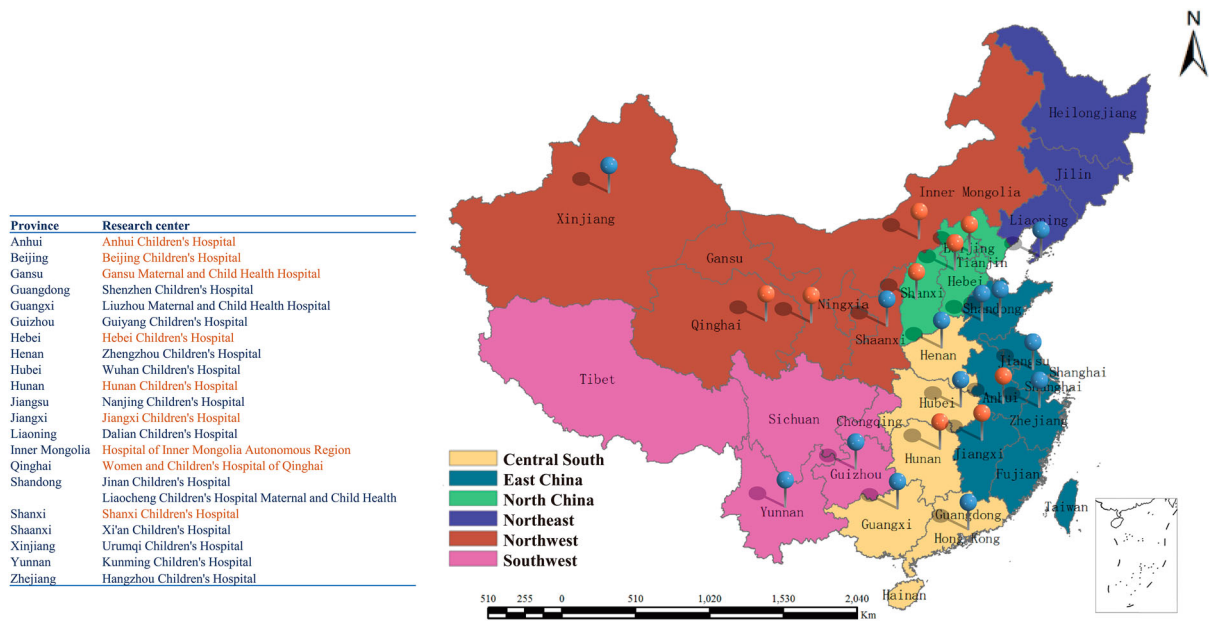 Province Research center
Anhui Anhui Children's Hospital
Beijing Beijing Children's Hospital
Gansu Gansu Maternal and Child Health Hospital
Guangdong Shenzhen Children's Hospital
Guangxi Liuzhou Maternal and Child Health Hospital
Guizhou Guiyang Children's Hospital
Hebei Hebei Children's Hospital
Henan Zhengzhou Children's Hospital
Hubei Wuhan Children's Hospital
Hunan Hunan Children's Hospital
Jiangsu Nanjing Children's Hospital
Jiangxi Jiangxi Children's Hospital
Liaoning Dalian Children's Hospital
Inner Mongolia Hospital of Inner Mongolia Autonomous Region
Qinghai Women and Children's Hospital of Qinghai
Shandong Jinan Children's Hospital
Liaocheng Children's Hospital Maternal and Child Health
Shanxi Shanxi Children's Hospital
Shaanxi Xi'an Children's Hospital
Xinjiang Urumqi Children's Hospital
Yunnan Kunming Children's Hospital
Zhejiang Hangzhou Children's Hospital
N
Heilongjiang
Jilin
Inner Mongolia
Liaoning
Xinjiang
Beijing
Tianjin
Gansu
Hebei
Shanxi
Ningxia
Shandong
Qinghai
Shaanxi
Henan
Jiangsu
Shanghai
Tibet
Shanghai
Anhui
Hubei
Sichuan
Chongqing
Zhejiang
Hunan
Jiangxi
Fujian
Guizhou
Yunnan
Guangxi
Guangdong
Hong Kong
Taiwan
Hainan
Central South
East China
North China
Northeast
Northwest
Southwest
510 255 0 510 1,020 1,530 2,040
Km